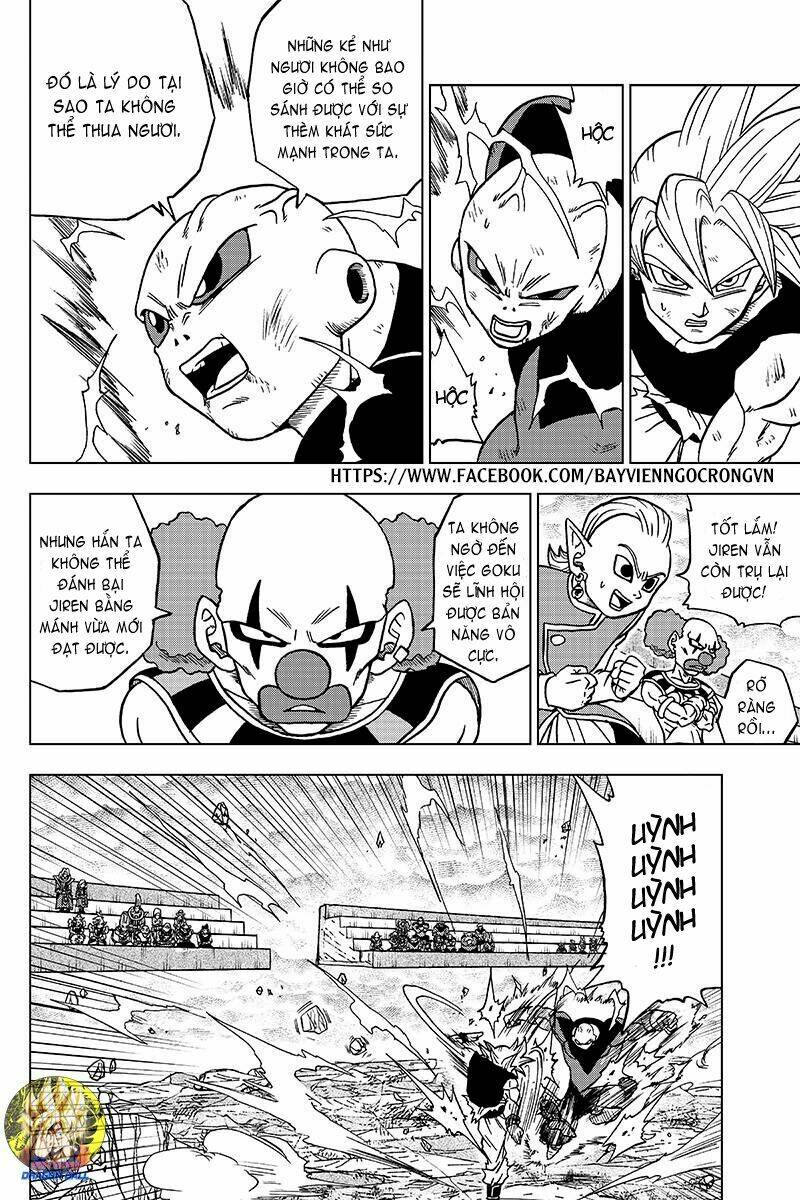 HỘC
HỘC
NHỮNG KẺ NHƯ
NGƯƠI KHÔNG BAO
GIỜ CÓ THỂ SO
SÁNH ĐƯỢC VỚI SỰ
THÈM KHÁT SỨC
MẠNH TRONG TA.
ĐÓ LÀ LÝ DO TẠI
SAO TA KHÔNG
THỂ THUA NGƯƠI.
HTTPS://WWW.FACEBOOK.COM/BAYVIENNGOCRONGVN
TỐT LẮM!
JIREN VẪN
CÒN TRỤ LẠI
ĐƯỢC!
RÕ
RÀNG
RỒI...
TA KHÔNG
NGỜ ĐẾN
VIỆC GOKU
SẼ LĨNH HỘI
ĐƯỢC BẢN
NĂNG VÔ
CỰC.
NHƯNG HẮN TA
KHÔNG THỂ
ĐÁNH BẠI
JIREN BẰNG
MÁNH VỪA MỚI
ĐẠT ĐƯỢC.
UỲNH
UỲNH
UỲNH
UỲNH
!!!
DRAGON BALL